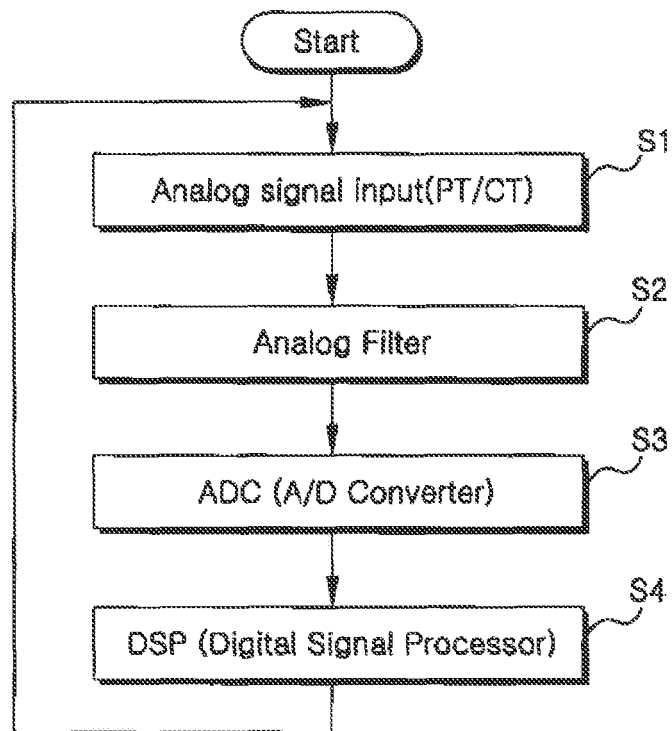 Start
S1
Analog signal input(PT/CT)
S2
Analog Filter
S3
ADC (A/D Converter)
S4
DSP (Digital Signal Processor)